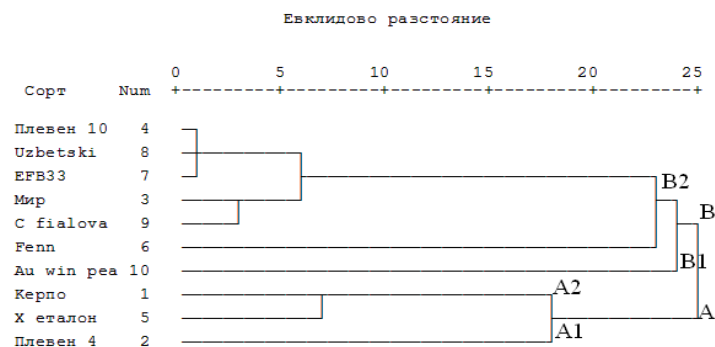 Евклидово разстояние
0 5 10 15 20 25
Сорт Num +---------+---------+---------+---------+---------+
Плевен 10 4
Uzbetski 8
EFB33 7
B2
Мир 3
B
C fialova 9
Fenn 6
Au win pea 10
B1
Керпо 1
A2
X еталон 5
A
A1
Плевен 4 2